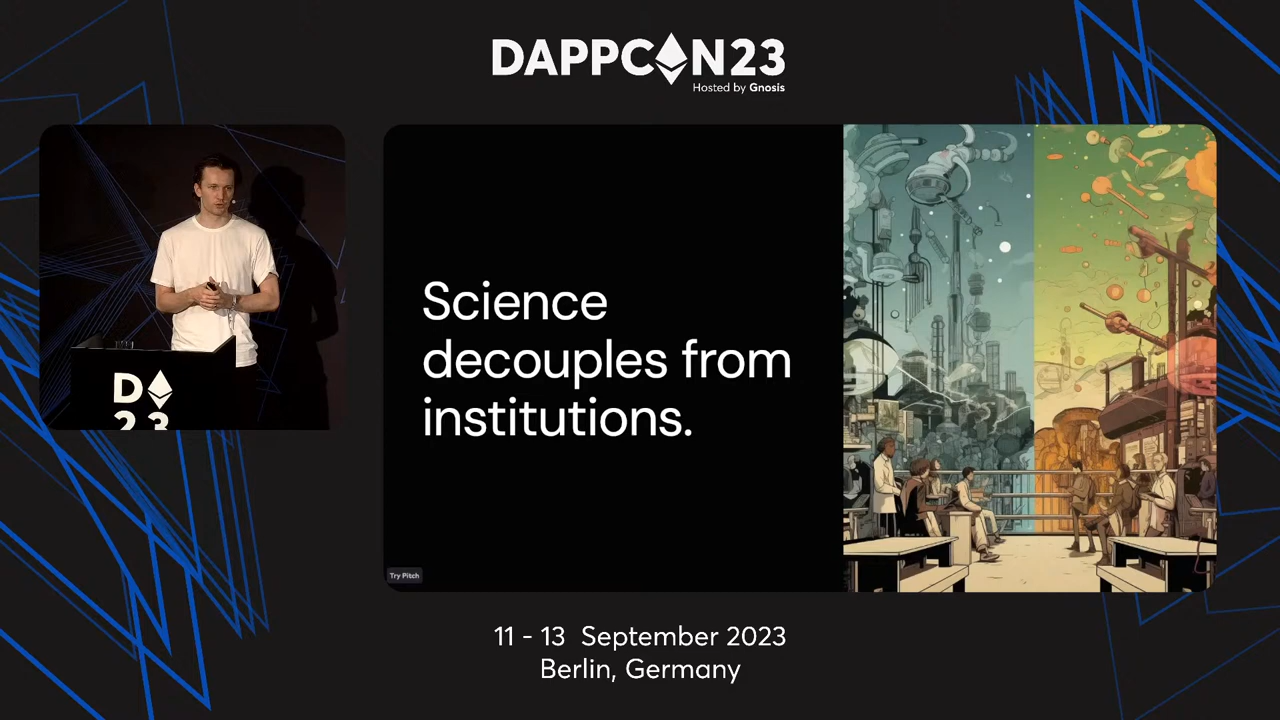 DAPPCON23
Hosted by Gnosis
D
23
Science
decouples from
institutions.
Try Pitch
11 - 13 September 2023
Berlin, Germany